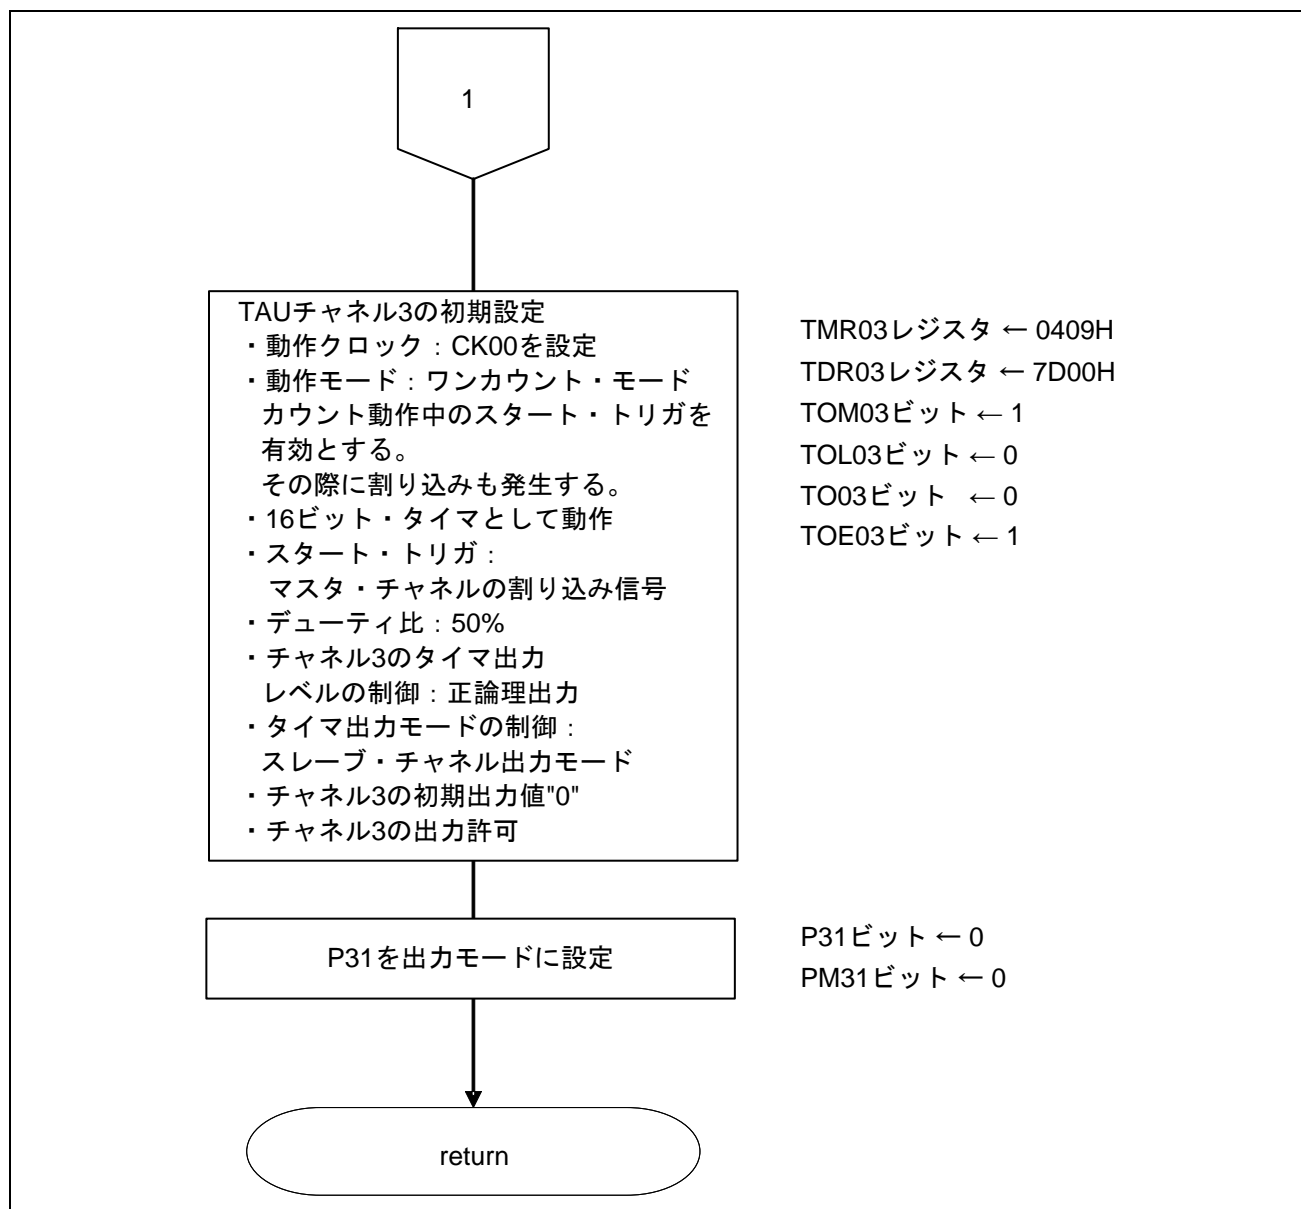 1
TAUチャネル3の初期設定
・動作クロック：CK00を設定
・動作モード：ワンカウント・モード
カウント動作中のスタート・トリガを
有効とする。
その際に割り込みも発生する。
・16ビット・タイマとして動作
・スタート・トリガ：
マスタ・チャネルの割り込み信号
・デューティ比：50%
・チャネル3のタイマ出力
レベルの制御：正論理出力
・タイマ出力モードの制御：
スレーブ・チャネル出力モード
・チャネル3の初期出力値"0"
・チャネル3の出力許可
TMR03レジスタ ← 0409H
TDR03レジスタ ← 7D00H
TOM03ビット ← 1
TOL03ビット ← 0
TO03ビット ← 0
TOE03ビット ← 1
P31を出力モードに設定
P31ビット ← 0
PM31ビット ← 0
return